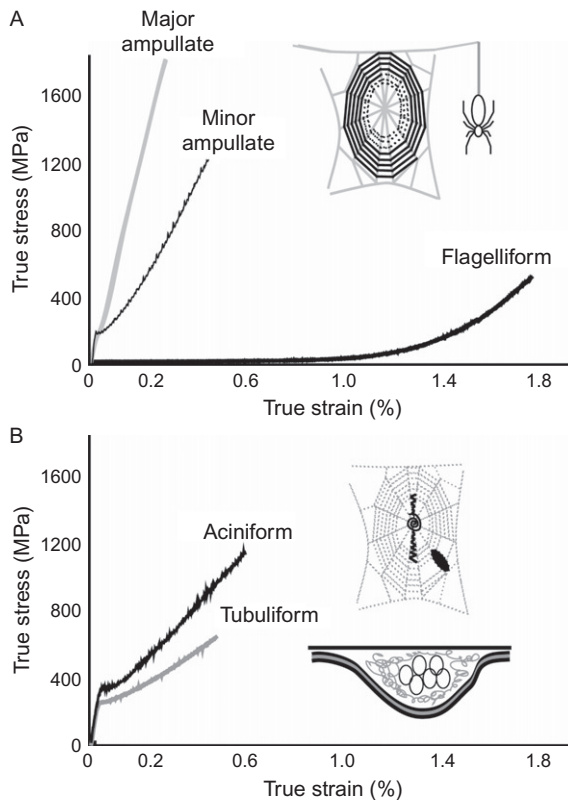 A
Major
ampullate
Minor
ampullate
Flagelliform
True stress (MPa)
1600
1200
800
400
0
0 0.2 0.6 1.0 1.4 1.8
True strain (%)
B
Aciniform
Tubuliform
True stress (MPa)
1600
1200
800
400
0
0 0.2 0.6 1.0 1.4 1.8
True strain (%)